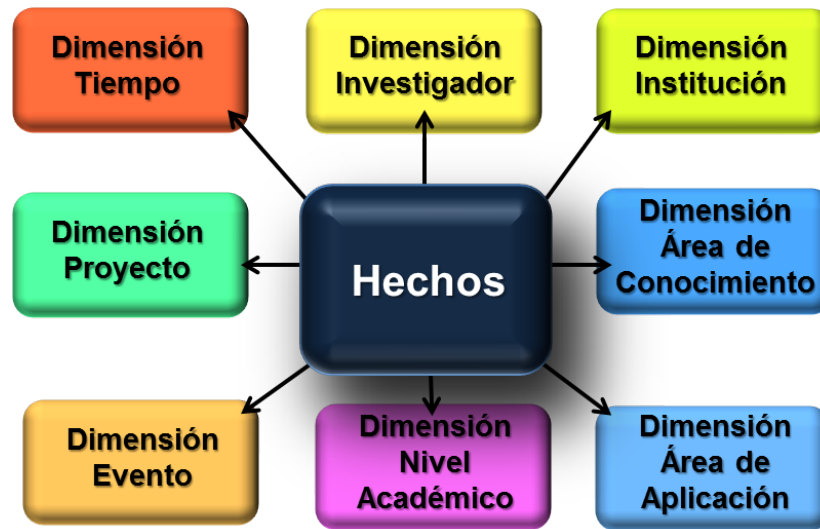 Dimensión
Tiempo
Dimensión
Investigador
Dimensión
Institución
Dimensión
Proyecto
Hechos
Dimensión
Área de
Conocimiento
Dimensión
Evento
Dimensión
Nivel
Académico
Dimensión
Área de
Aplicación